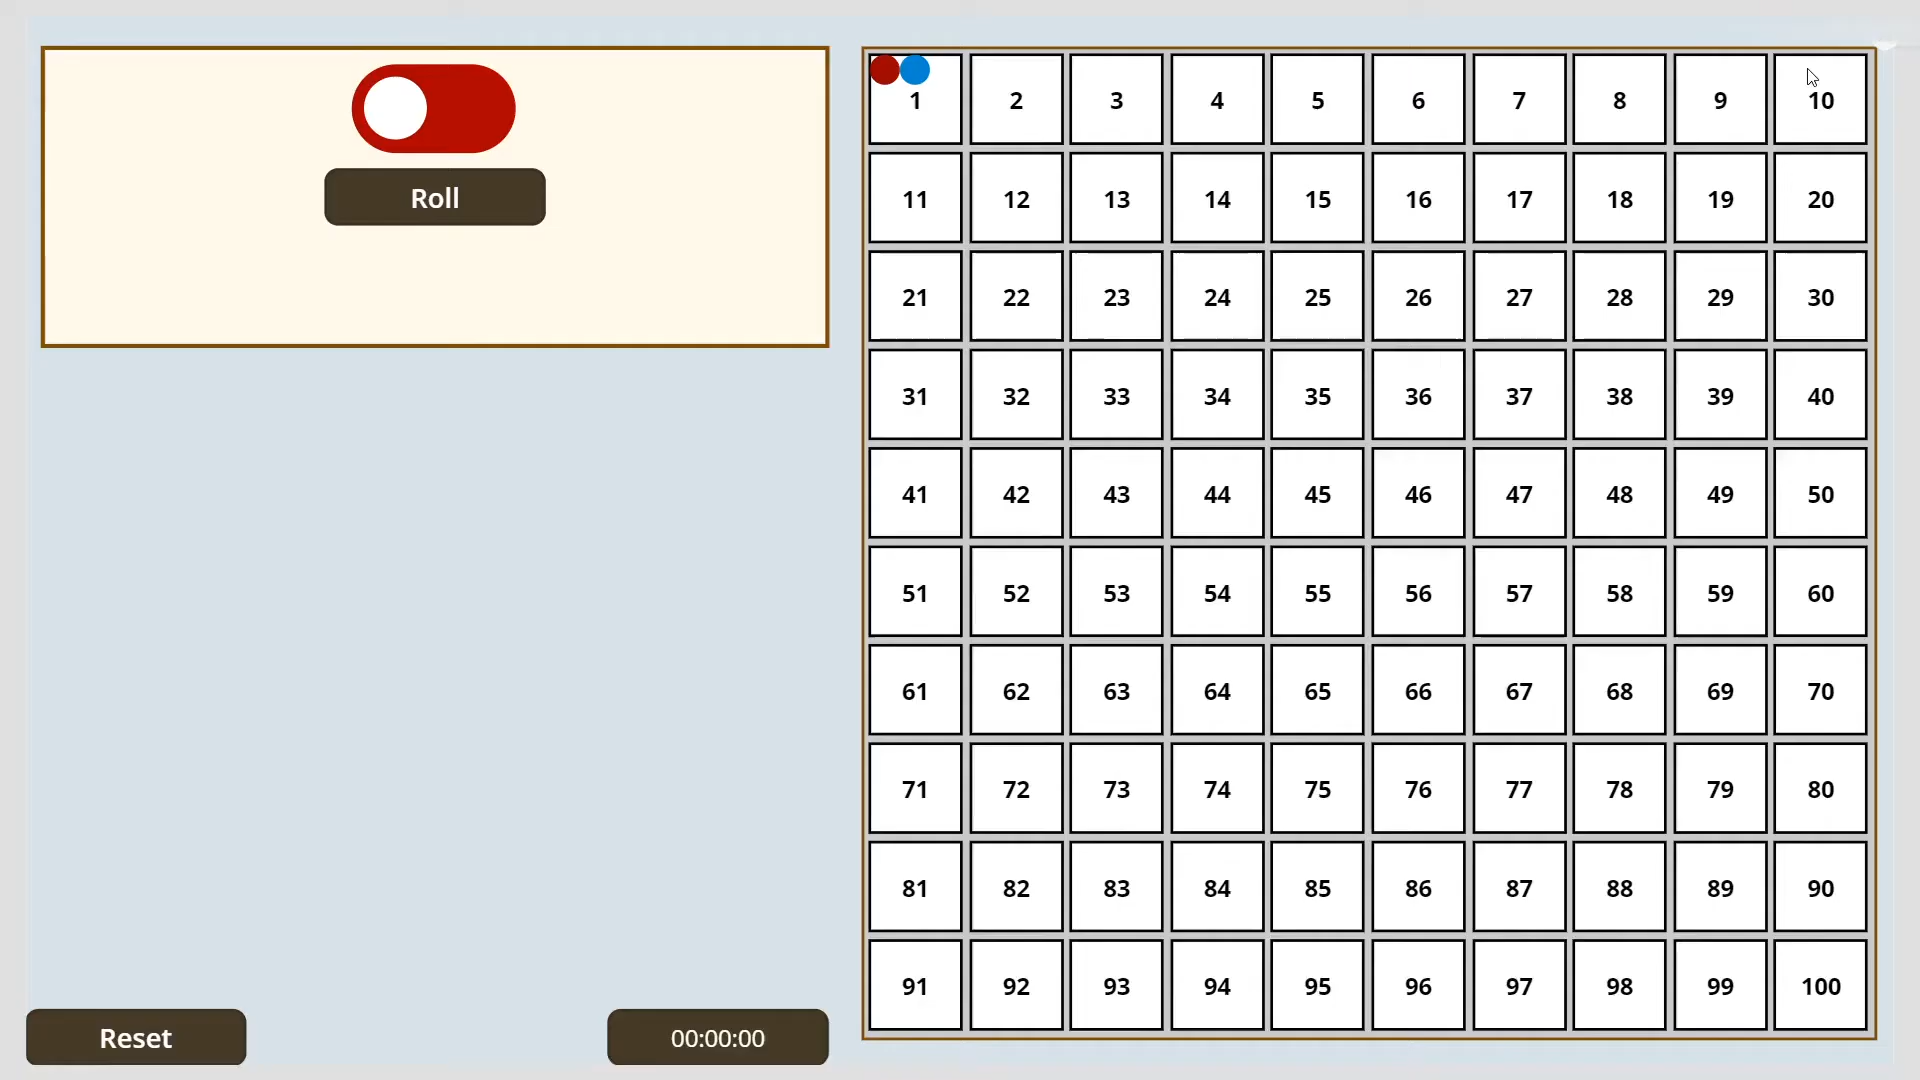 Roll
1 2 3 4 5 6 7 8 9 10
11 12 13 14 15 16 17 18 19 20
21 22 23 24 25 26 27 28 29 30
31 32 33 34 35 36 37 38 39 40
41 42 43 44 45 46 47 48 49 50
51 52 53 54 55 56 57 58 59 60
61 62 63 64 65 66 67 68 69 70
71 72 73 74 75 76 77 78 79 80
81 82 83 84 85 86 87 88 89 90
91 92 93 94 95 96 97 98 99 100
Reset
00:00:00